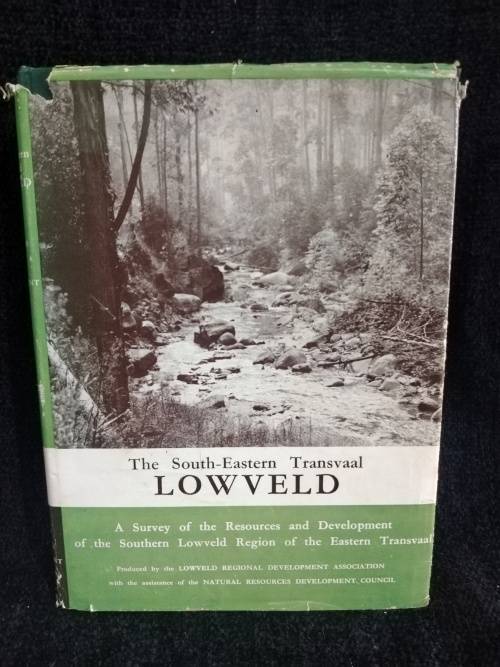 The South-Eastern Transvaal
LOWVELD
A Survey of the Resources and Development
of the Southern Lowveld Region of the Eastern Transvaal
Produced by the LOWVELD REGIONAL DEVELOPMENT ASSOCIATION
with the assistance of the NATURAL RESOURCES DEVELOPMENT COUNCIL